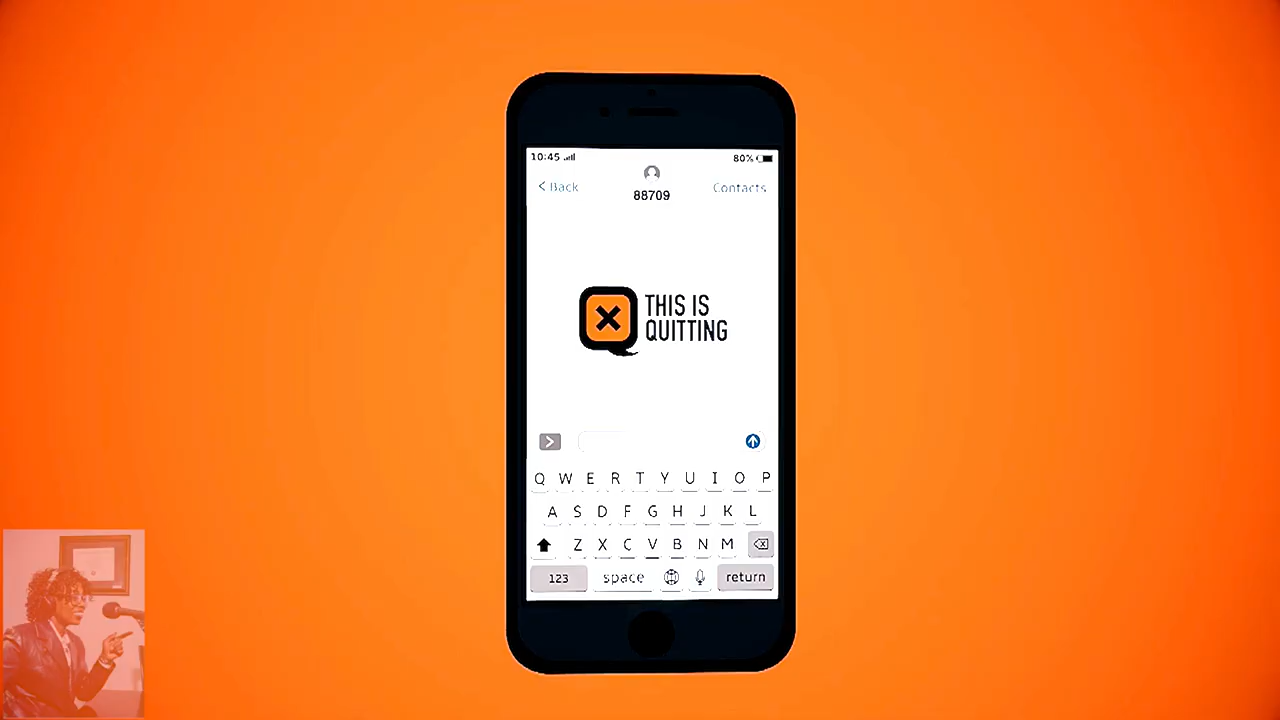 10:45 80%
Back Contacts
88709
THIS IS
QUITTING
Q W E R T Y U I O P
A S D F G H J K L
Z X C V B N M
123 space return